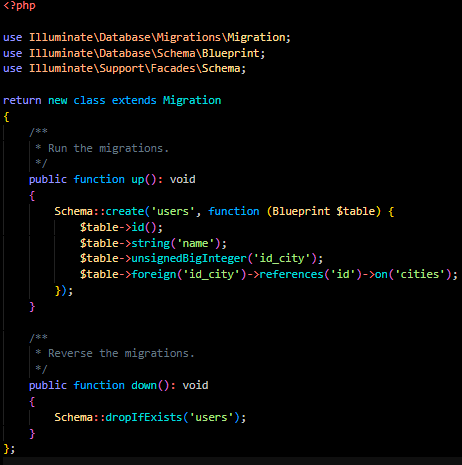 <?php
use Illuminate\Database\Migrations\Migration;
use Illuminate\Database\Schema\Blueprint;
use Illuminate\Support\Facades\Schema;
return new class extends Migration
{
    /**
     * Run the migrations.
     */
    public function up(): void
    {
        Schema::create('users', function (Blueprint $table) {
            $table->id();
            $table->string('name');
            $table->unsignedBigInteger('id_city');
            $table->foreign('id_city')->references('id')->on('cities');
        });
    }
    /**
     * Reverse the migrations.
     */
    public function down(): void
    {
        Schema::dropIfExists('users');
    }
};